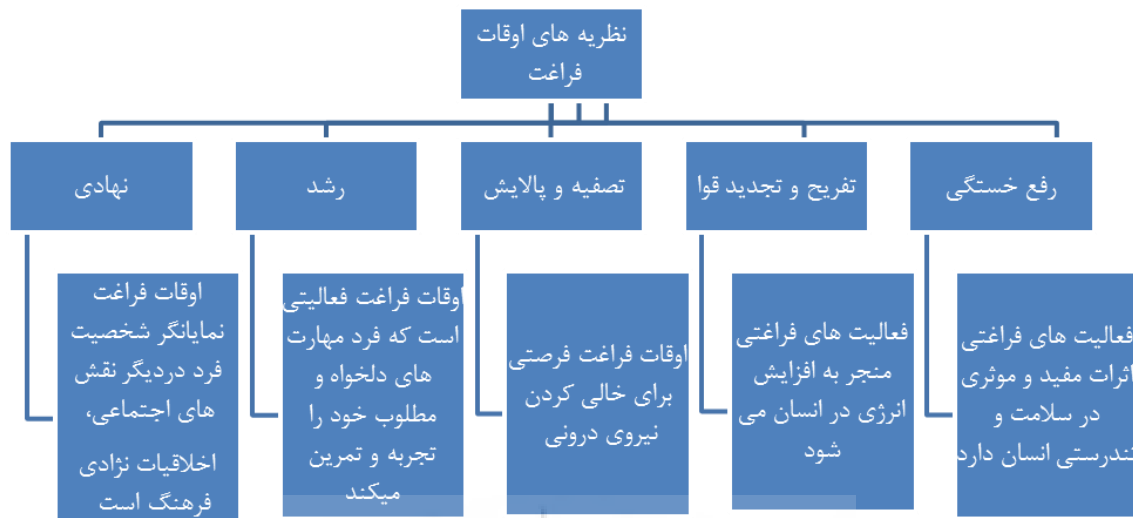 نظریه های اوقات
فراغت
رفع خستگی
تفریح و تجدید قوا
تصفیه و پالایش
رشد
نهادی
فعالیت های فراغتی
اثرات مفید و موثری
در سلامت و
تندرستی انسان دارد
فعالیت های فراغتی
منجر به افزایش
انرژی در انسان می
شود
اوقات فراغت فرصتی
برای خالی کردن
نیروی درونی
اوقات فراغت فعالیتی
است که فرد مهارت
های دلخواه و
مطلوب خود را
تجربه و تمرین
میکند
اوقات فراغت
نمایانگر شخصیت
فرد دردیگر نقش
های اجتماعی،
اخلاقیات نژادی
فرهنگ است